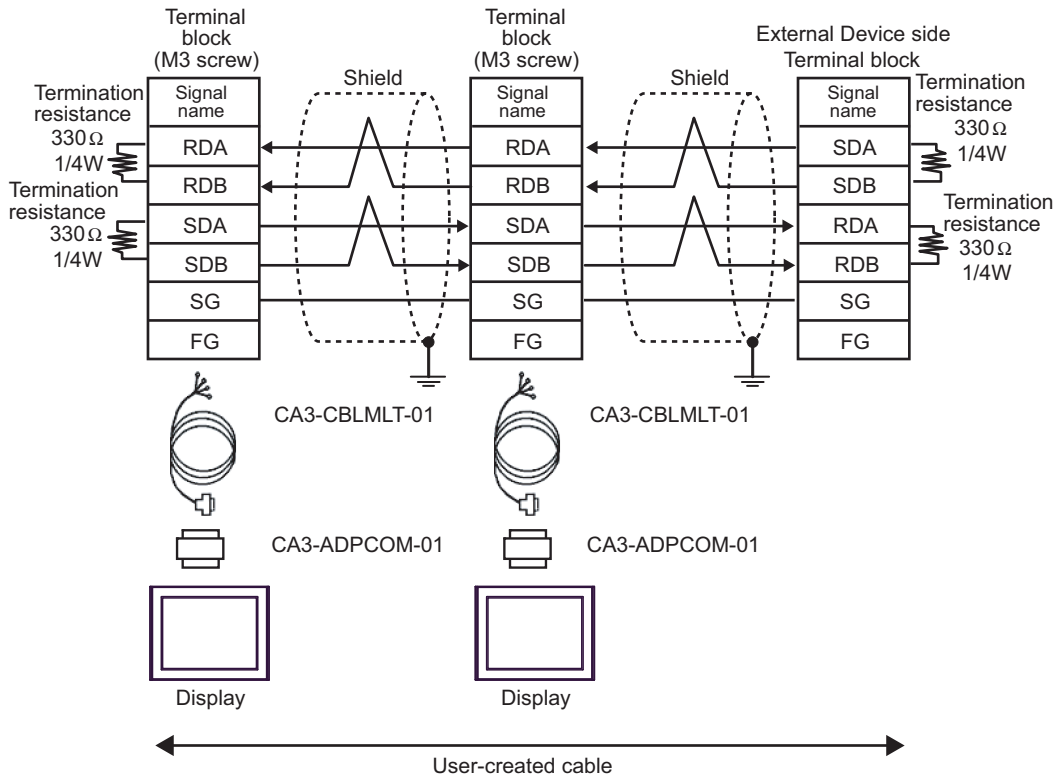 Terminal
block
(M3 screw)
Terminal
block
(M3 screw)
External Device side
Terminal block
Shield
Shield
Termination
resistance
330Ω
1/4W
Termination
resistance
330Ω
1/4W
Signal
name
RDA
RDB
SDA
SDB
SG
FG
Signal
name
RDA
RDB
SDA
SDB
SG
FG
Signal
name
SDA
SDB
RDA
RDB
SG
FG
Termination
resistance
330Ω
1/4W
Termination
resistance
330Ω
1/4W
CA3-CBLMLT-01
CA3-CBLMLT-01
CA3-ADPCOM-01
CA3-ADPCOM-01
Display
Display
User-created cable